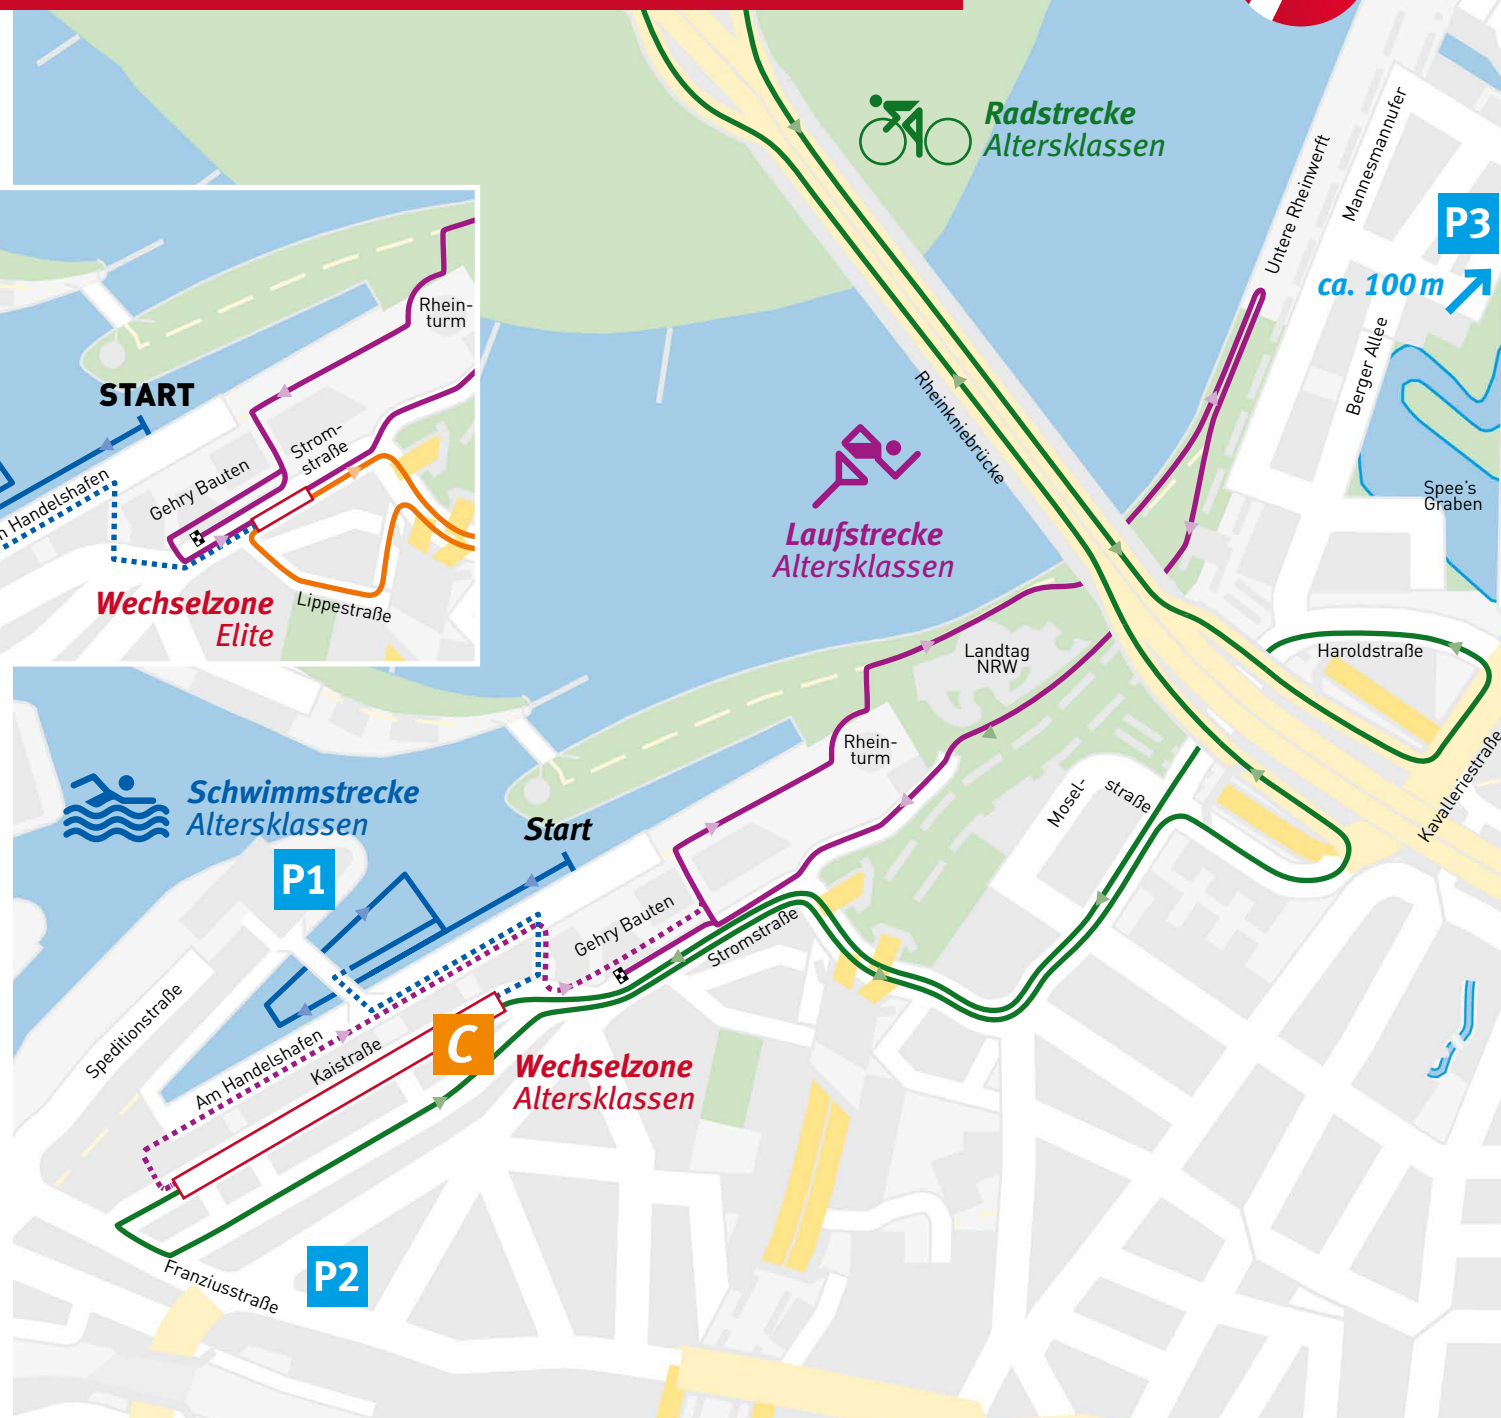 Radstrecke
Altersklassen
Untere Rheinwerft
Mannesmannufer
P3
ca. 100 m
Berger Allee
Rhein-
turm
START
Strom-
straße
Gehry Bauten
Handelshafen
Wechselzone
Elite
Lippestraße
Rheinkniebrücke
Laufstrecke
Altersklassen
Spee's
Graben
Haroldstraße
Landtag
NRW
Kavalleriestraße
Rhein-
turm
Mosel-
straße
Schwimmstrecke
Altersklassen
Start
P1
Gehry Bauten
Stromstraße
Speditionstraße
Am Handelshafen
Kaistraße
C
Wechselzone
Altersklassen
Franziusstraße
P2